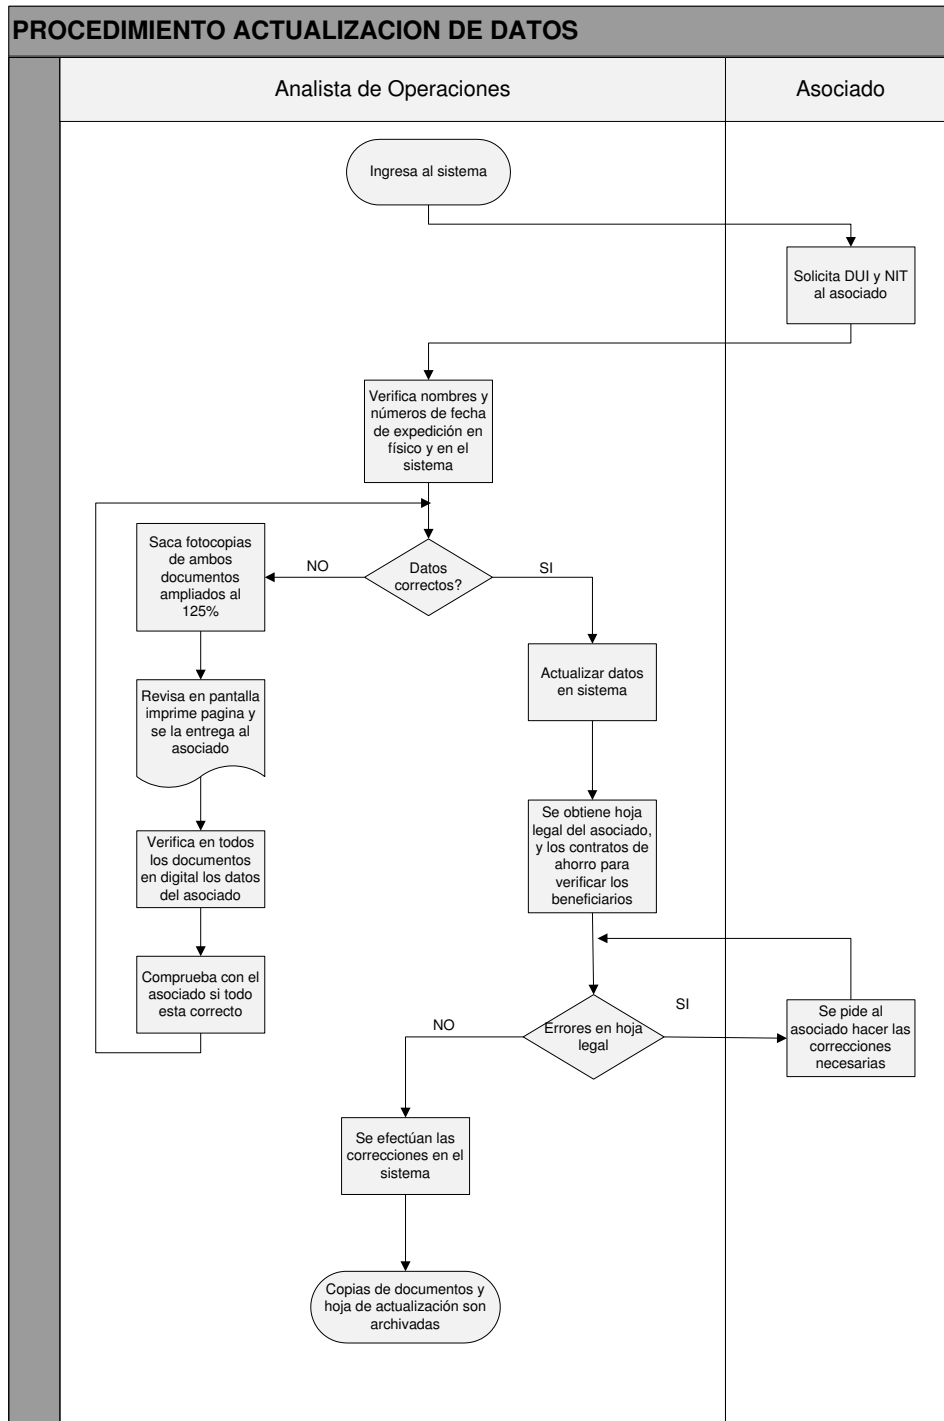 PROCEDIMIENTO ACTUALIZACION DE DATOS
Analista de Operaciones
Asociado
Ingresa al sistema
Solicita DUI y NIT
al asociado
Verifica nombres y
números de fecha
de expedición en
físico y en el
sistema
Datos
correctos?
NO
SI
Saca fotocopias
de ambos
documentos
ampliados al
125%
Revisa en pantalla
imprime pagina y
se la entrega al
asociado
Verifica en todos
los documentos
en digital los datos
del asociado
Comprueba con el
asociado si todo
esta correcto
Actualizar datos
en sistema
Se obtiene hoja
legal del asociado,
y los contratos de
ahorro para
verificar los
beneficiarios
Errores en hoja
legal
NO
SI
Se pide al
asociado hacer las
correcciones
necesarias
Se efectúan las
correcciones en el
sistema
Copias de documentos y
hoja de actualización son
archivadas